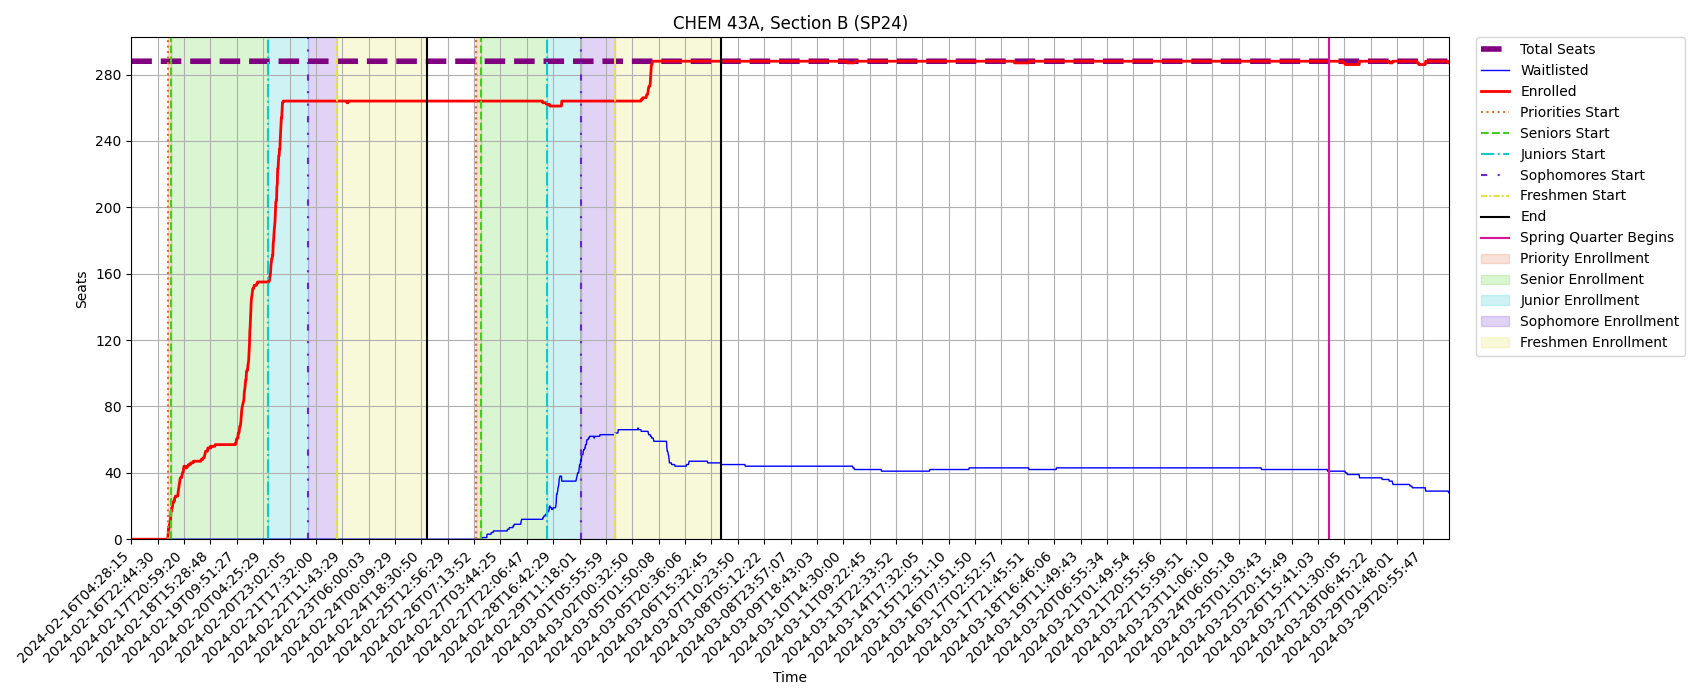 CHEM 43A, Section B (SP24)
Seats
280
240
200
160
120
80
40
0
2024-02-16T04:28:15
2024-02-16T22:44:30
2024-02-17T20:59:20
2024-02-18T15:28:48
2024-02-19T09:51:27
2024-02-20T04:25:29
2024-02-20T23:02:05
2024-02-21T17:32:00
2024-02-22T11:43:29
2024-02-23T06:00:03
2024-02-24T00:09:29
2024-02-24T18:30:50
2024-02-25T12:56:29
2024-02-26T07:13:52
2024-02-27T03:44:25
2024-02-27T22:06:47
2024-02-28T16:42:29
2024-02-29T11:18:01
2024-03-01T05:55:59
2024-03-02T00:32:50
2024-03-05T01:50:08
2024-03-05T20:36:06
2024-03-06T15:32:45
2024-03-07T10:23:50
2024-03-08T05:12:22
2024-03-08T23:57:07
2024-03-09T18:43:03
2024-03-10T14:30:00
2024-03-11T09:22:45
2024-03-13T22:33:52
2024-03-14T17:32:05
2024-03-15T12:51:10
2024-03-16T07:51:50
2024-03-17T02:52:57
2024-03-17T21:45:51
2024-03-18T16:46:06
2024-03-19T11:49:43
2024-03-20T06:55:34
2024-03-21T01:49:54
2024-03-21T20:55:56
2024-03-22T15:59:51
2024-03-23T11:06:10
2024-03-24T06:05:18
2024-03-25T01:03:43
2024-03-25T20:15:49
2024-03-26T15:41:03
2024-03-27T11:30:05
2024-03-28T06:45:22
2024-03-29T01:48:01
2024-03-29T20:55:47
Time
Total Seats
Waitlisted
Enrolled
Priorities Start
Seniors Start
Juniors Start
Sophomores Start
Freshmen Start
End
Spring Quarter Begins
Priority Enrollment
Senior Enrollment
Junior Enrollment
Sophomore Enrollment
Freshmen Enrollment